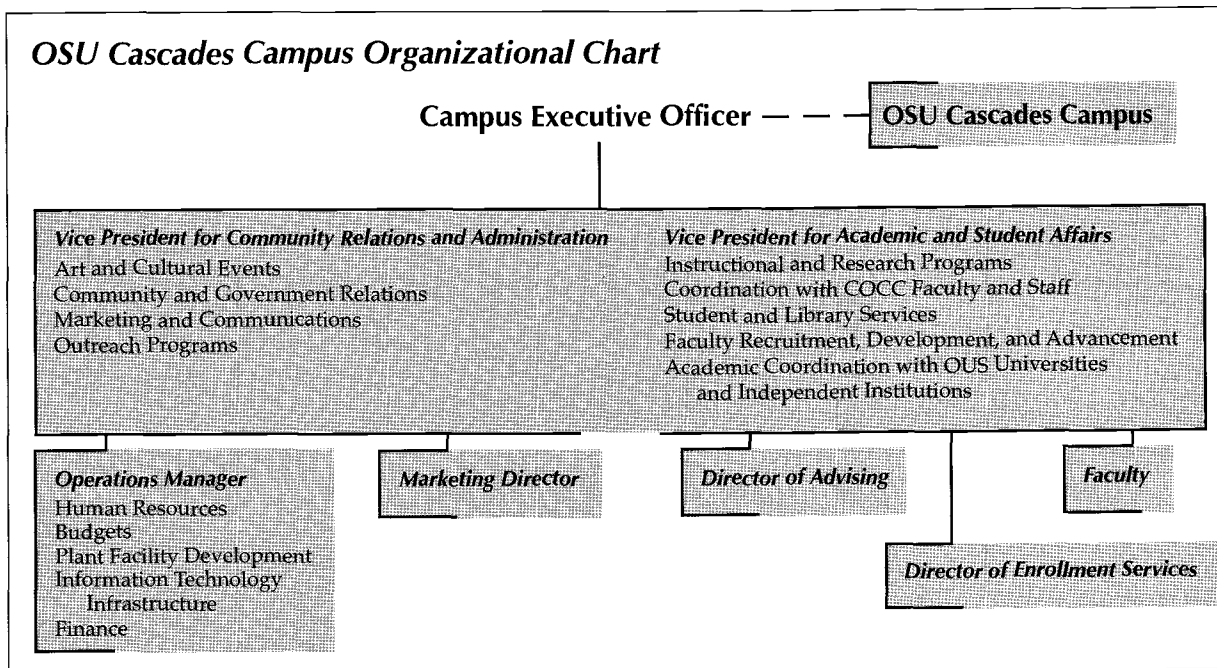 OSU Cascades Campus Organizational Chart
Campus Executive Officer
OSU Cascades Campus
Vice President for Community Relations and Administration
Art and Cultural Events
Community and Government Relations
Marketing and Communications
Outreach Programs
Vice President for Academic and Student Affairs
Instructional and Research Programs
Coordination with COCC Faculty and Staff
Student and Library Services
Faculty Recruitment, Development, and Advancement
Academic Coordination with OUS Universities
and Independent Institutions
Operations Manager
Human Resources
Budgets
Plant Facility Development
Information Technology
Infrastructure
Finance
Marketing Director
Director of Advising
Faculty
Director of Enrollment Services